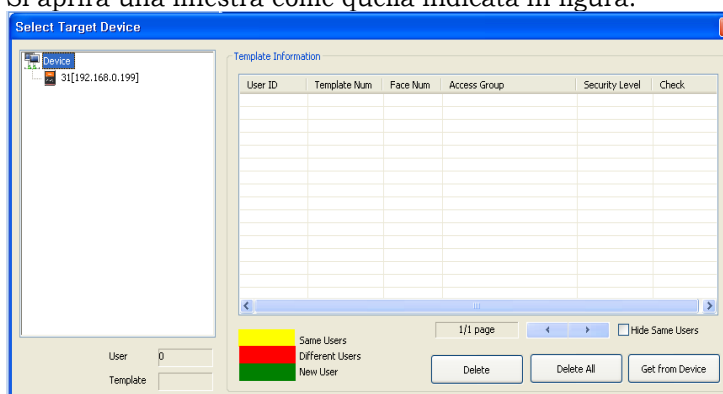 Si aprirà una finestra come quella indicata in figura.
Select Target Device
Device
31[192.168.0.199]
Template Information
User ID Template Num Face Num Access Group Security Level Check
1/1 page Hide Same Users
Same Users
Different Users
New User
User 0
Template
Delete Delete All Get from Device